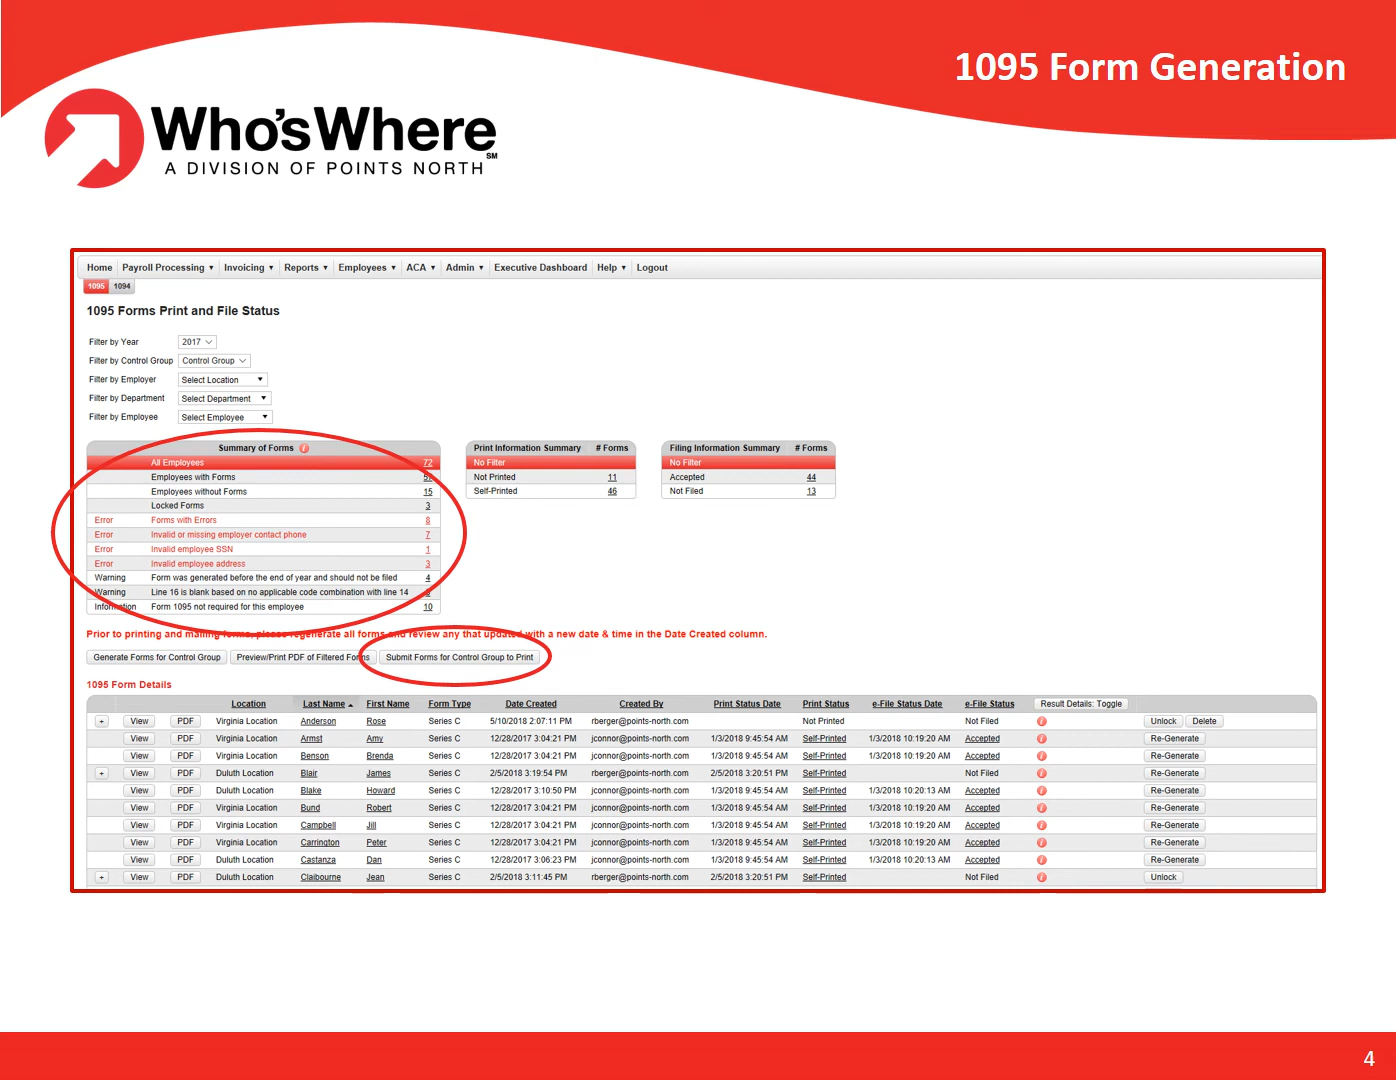 1095 Form Generation
Who's Where SM
A DIVISION OF POINTS NORTH
Home Payroll Processing Invoicing Reports Employees ACA Admin Executive Dashboard Help Logout
1095 1094
1095 Forms Print and File Status
Filter by Year 2017
Filter by Control Group Control Group
Filter by Employer Select Location
Filter by Department Select Department
Filter by Employee Select Employee
Summary of Forms i Print Information Summary # Forms Filing Information Summary # Forms
All Employees 72 No Filter No Filter
Employees with Forms Not Printed 11 Accepted 44
Employees without Forms 15 Self-Printed 46 Not Filed 13
Locked Forms 3
Error Forms with Errors 8
Error Invalid or missing employer contact phone 7
Error Invalid employee SSN 1
Error Invalid employee address 3
Warning Form was generated before the end of year and should not be filed 4
Warning Line 16 is blank based on no applicable code combination with line 14
Information Form 1095 not required for this employee 10
Prior to printing and mailing forms, please regenerate all forms and review any that updated with a new date & time in the Date Created column.
Generate Forms for Control Group Preview/Print PDF of Filtered Forms Submit Forms for Control Group to Print
1095 Form Details
Location Last Name First Name Form Type Date Created Created By Print Status Date Print Status e-File Status Date e-File Status Result Details: Toggle
+ View PDF Virginia Location Anderson Rose Series C 5/10/2018 2:07:11 PM rberger@points-north.com Not Printed Not Filed i Unlock Delete
View PDF Virginia Location Armst Amy Series C 12/28/2017 3:04:21 PM jconnor@points-north.com 1/3/2018 9:45:54 AM Self-Printed 1/3/2018 10:19:20 AM Accepted i Re-Generate
View PDF Virginia Location Benson Brenda Series C 12/28/2017 3:04:21 PM jconnor@points-north.com 1/3/2018 9:45:54 AM Self-Printed 1/3/2018 10:19:20 AM Accepted i Re-Generate
+ View PDF Duluth Location Blair James Series C 2/5/2018 3:19:54 PM rberger@points-north.com 2/5/2018 3:20:51 PM Self-Printed Not Filed i Re-Generate
View PDF Duluth Location Blake Howard Series C 12/28/2017 3:10:50 PM jconnor@points-north.com 1/3/2018 9:45:54 AM Self-Printed 1/3/2018 10:20:13 AM Accepted i Re-Generate
View PDF Virginia Location Bund Robert Series C 12/28/2017 3:04:21 PM jconnor@points-north.com 1/3/2018 9:45:54 AM Self-Printed 1/3/2018 10:19:20 AM Accepted i Re-Generate
View PDF Virginia Location Campbell Jill Series C 12/28/2017 3:04:21 PM jconnor@points-north.com 1/3/2018 9:45:54 AM Self-Printed 1/3/2018 10:19:20 AM Accepted i Re-Generate
View PDF Virginia Location Carrington Peter Series C 12/28/2017 3:04:21 PM jconnor@points-north.com 1/3/2018 9:45:54 AM Self-Printed 1/3/2018 10:19:20 AM Accepted i Re-Generate
View PDF Duluth Location Castanza Dan Series C 12/28/2017 3:06:23 PM jconnor@points-north.com 1/3/2018 9:45:54 AM Self-Printed 1/3/2018 10:20:13 AM Accepted i Re-Generate
+ View PDF Duluth Location Claibourne Jean Series C 2/5/2018 3:11:45 PM rberger@points-north.com 2/5/2018 3:20:51 PM Self-Printed Not Filed i Unlock
4